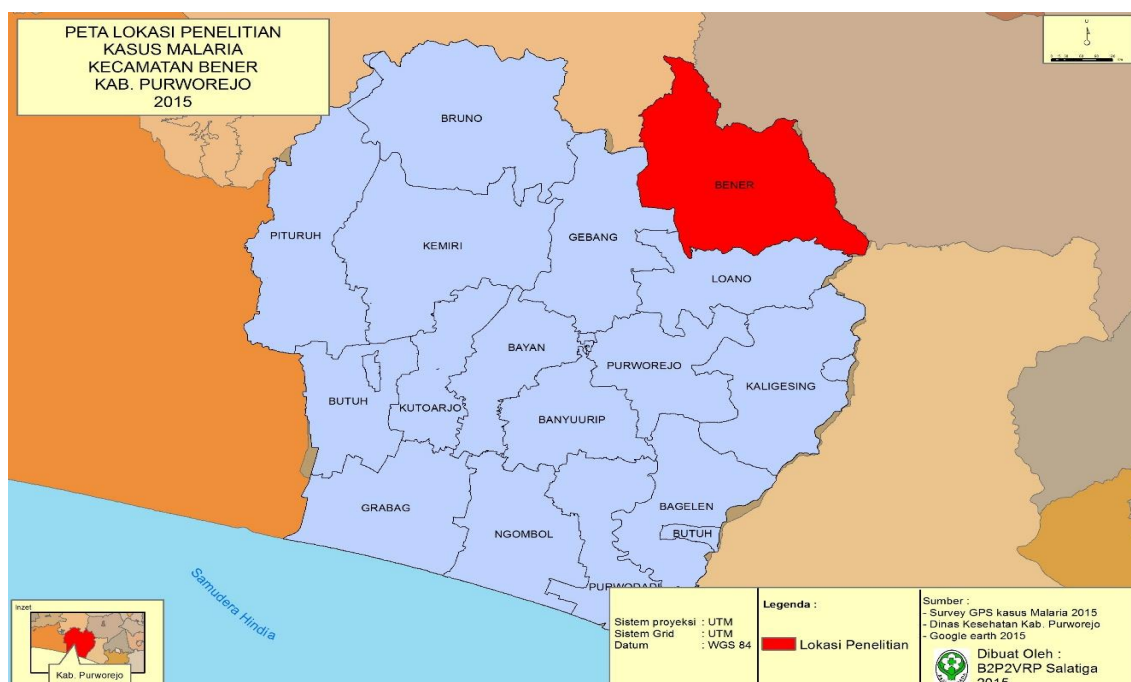 PETA LOKASI PENELITIAN
KASUS MALARIA
KECAMATAN BENER
KAB. PURWOREJO
2015
U
BRUNO
BENER
PITURUH
KEMIRI
GEBANG
LOANO
BAYAN
PURWOREJO
KALIGESING
BUTUH
KUTOARJO
BANYUURIP
GRABAG
NGOMBOL
BAGELEN
BUTUH
PURWODADI
Samudera Hindia
Inzet
Kab. Purworejo
Sistem proyeksi : UTM
Sistem Grid : UTM
Datum : WGS 84
Legenda :
Lokasi Penelitian
Sumber :
- Survey GPS kasus Malaria 2015
- Dinas Kesehatan Kab. Purworejo
- Google earth 2015
Dibuat Oleh :
B2P2VRP Salatiga
2015